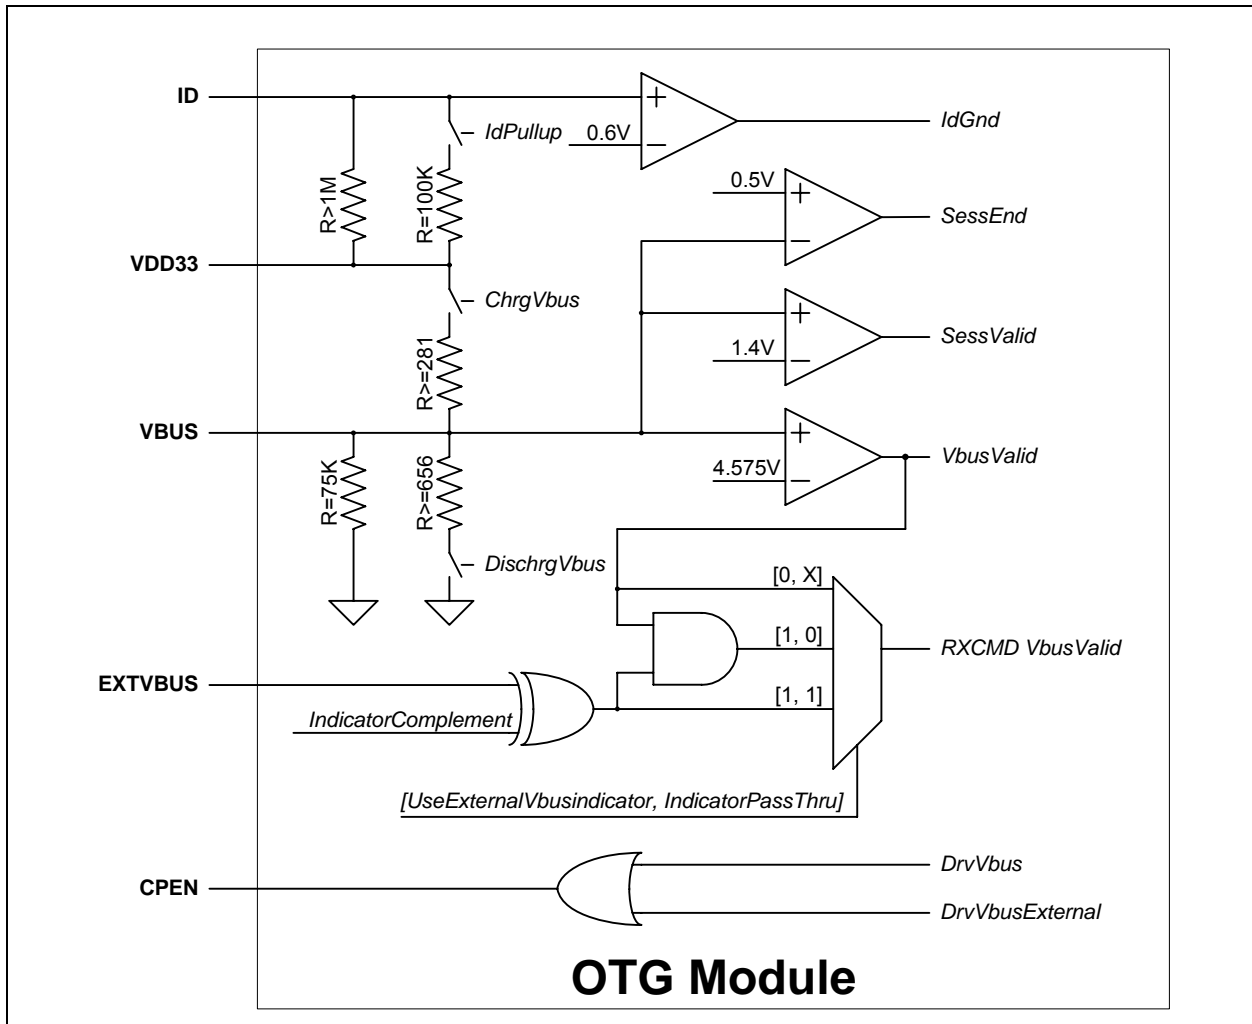 ID
IdPullup
0.6V
IdGnd
R>1M
R=100K
0.5V
SessEnd
VDD33
ChrgVbus
R>=281
1.4V
SessValid
VBUS
4.575V
VbusValid
R=75K
R>=656
DischrgVbus
[0, X]
[1, 0]
RXCMD VbusValid
EXTVBUS
IndicatorComplement
[1, 1]
[UseExternalVbusindicator, IndicatorPassThru]
CPEN
DrvVbus
DrvVbusExternal
OTG Module